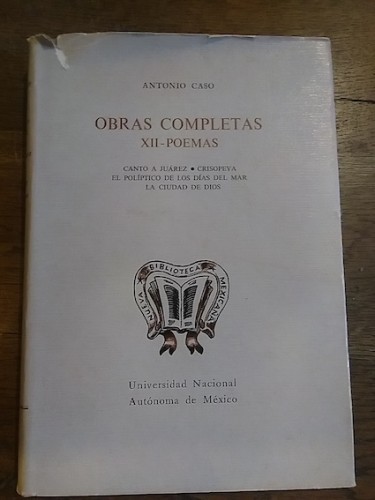 ANTONIO CASO
OBRAS COMPLETAS
XII-POEMAS
CANTO A JUÁREZ • CRISOPEYA
EL POLÍPTICO DE LOS DÍAS DEL MAR
LA CIUDAD DE DIOS
NUEVA BIBLIOTECA MEXICANA
Universidad Nacional
Autónoma de México